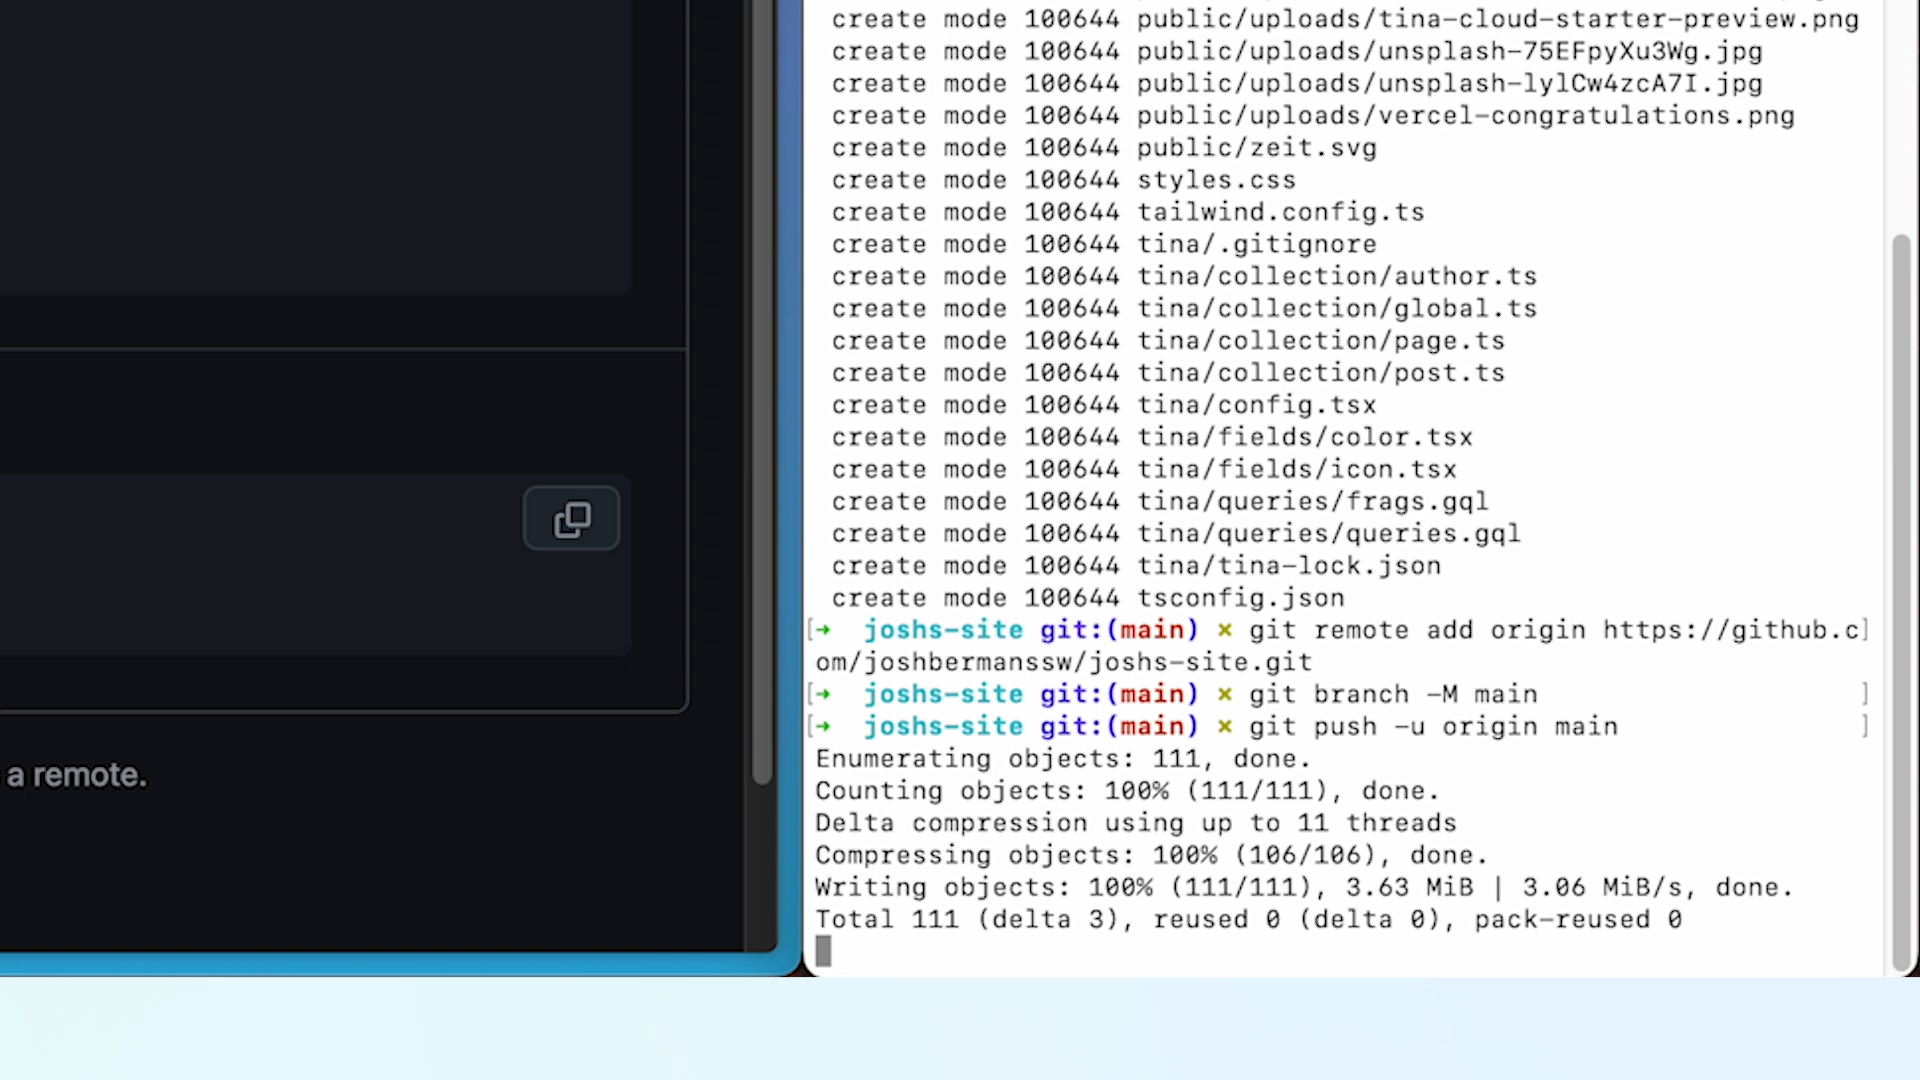 create mode 100644 public/uploads/tina-cloud-starter-preview.png
create mode 100644 public/uploads/unsplash-75EFpyXu3Wg.jpg
create mode 100644 public/uploads/unsplash-lylCw4zcA7I.jpg
create mode 100644 public/uploads/vercel-congratulations.png
create mode 100644 public/zeit.svg
create mode 100644 styles.css
create mode 100644 tailwind.config.ts
create mode 100644 tina/.gitignore
create mode 100644 tina/collection/author.ts
create mode 100644 tina/collection/global.ts
create mode 100644 tina/collection/page.ts
create mode 100644 tina/collection/post.ts
create mode 100644 tina/config.tsx
create mode 100644 tina/fields/color.tsx
create mode 100644 tina/fields/icon.tsx
create mode 100644 tina/queries/frags.gql
create mode 100644 tina/queries/queries.gql
create mode 100644 tina/tina-lock.json
create mode 100644 tsconfig.json
[→ joshs-site git:(main) × git remote add origin https://github.c]
om/joshbermanssw/joshs-site.git
[→ joshs-site git:(main) × git branch -M main ]
[→ joshs-site git:(main) × git push -u origin main ]
Enumerating objects: 111, done.
Counting objects: 100% (111/111), done.
Delta compression using up to 11 threads
Compressing objects: 100% (106/106), done.
Writing objects: 100% (111/111), 3.63 MiB | 3.06 MiB/s, done.
Total 111 (delta 3), reused 0 (delta 0), pack-reused 0
a remote.